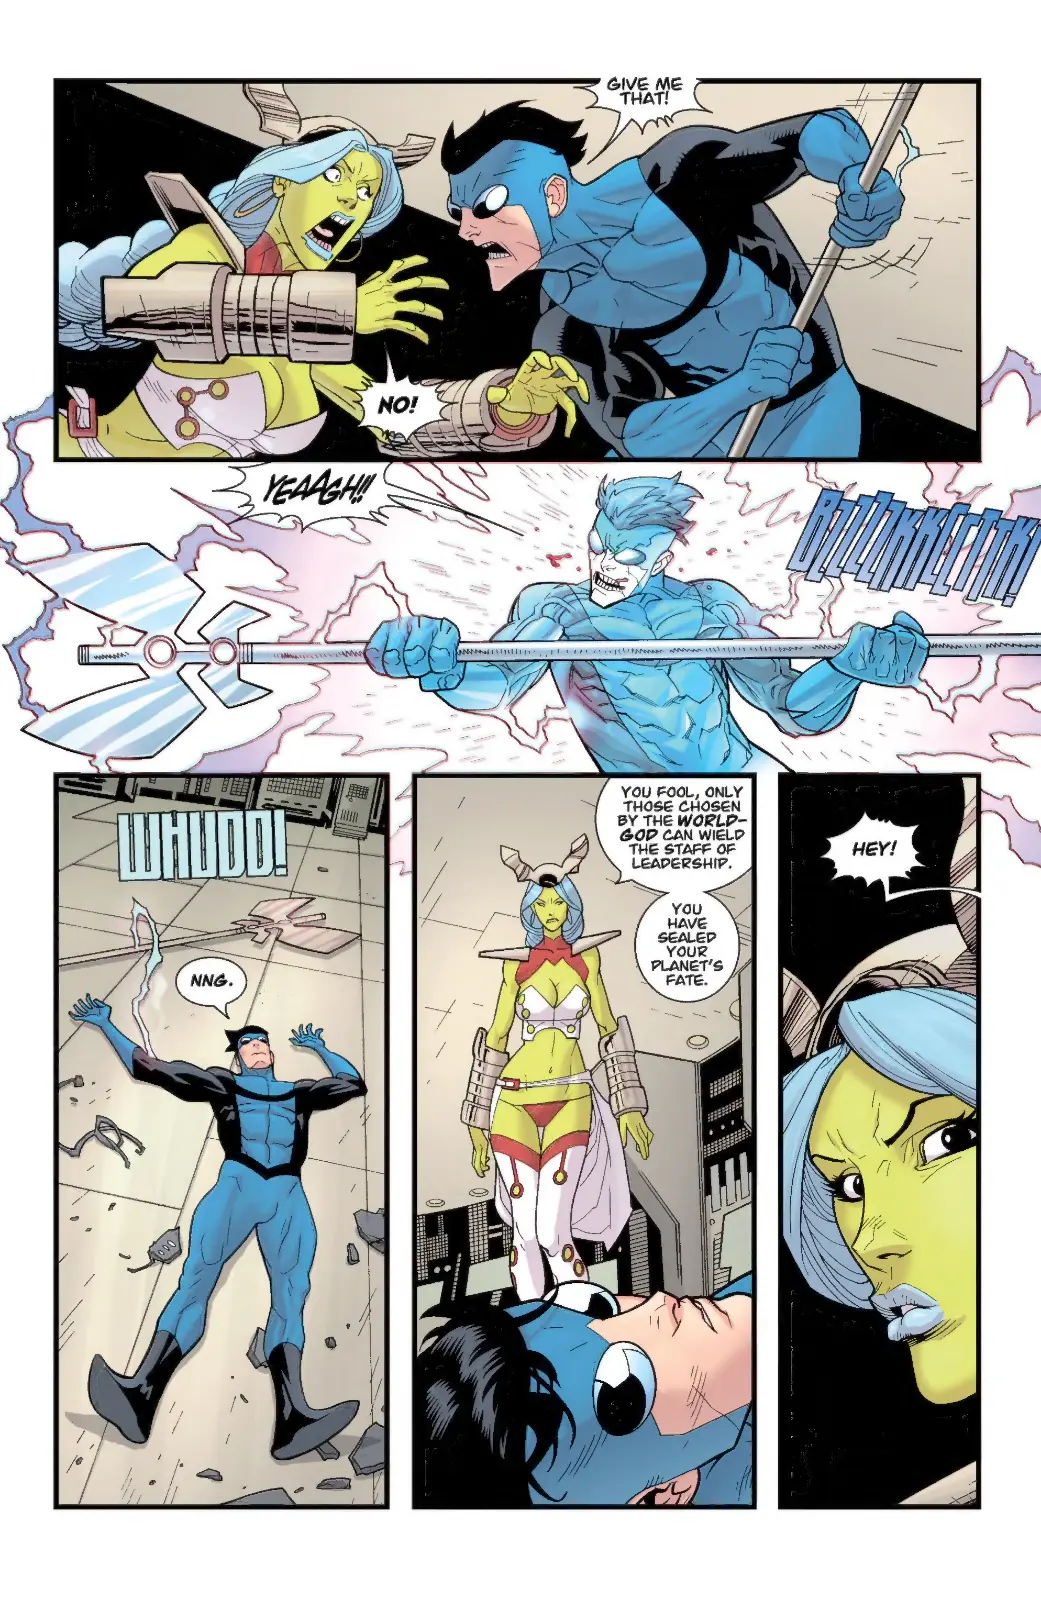 GIVE ME
THAT!
NO!
YEAAGH!!
BZZZZKKKCCTTK!
WHUDD!
NNG.
YOU FOOL, ONLY
THOSE CHOSEN
BY THE WORLD-
GOD CAN WIELD
THE STAFF OF
LEADERSHIP.
YOU
HAVE
SEALED
YOUR
PLANET'S
FATE.
HEY!